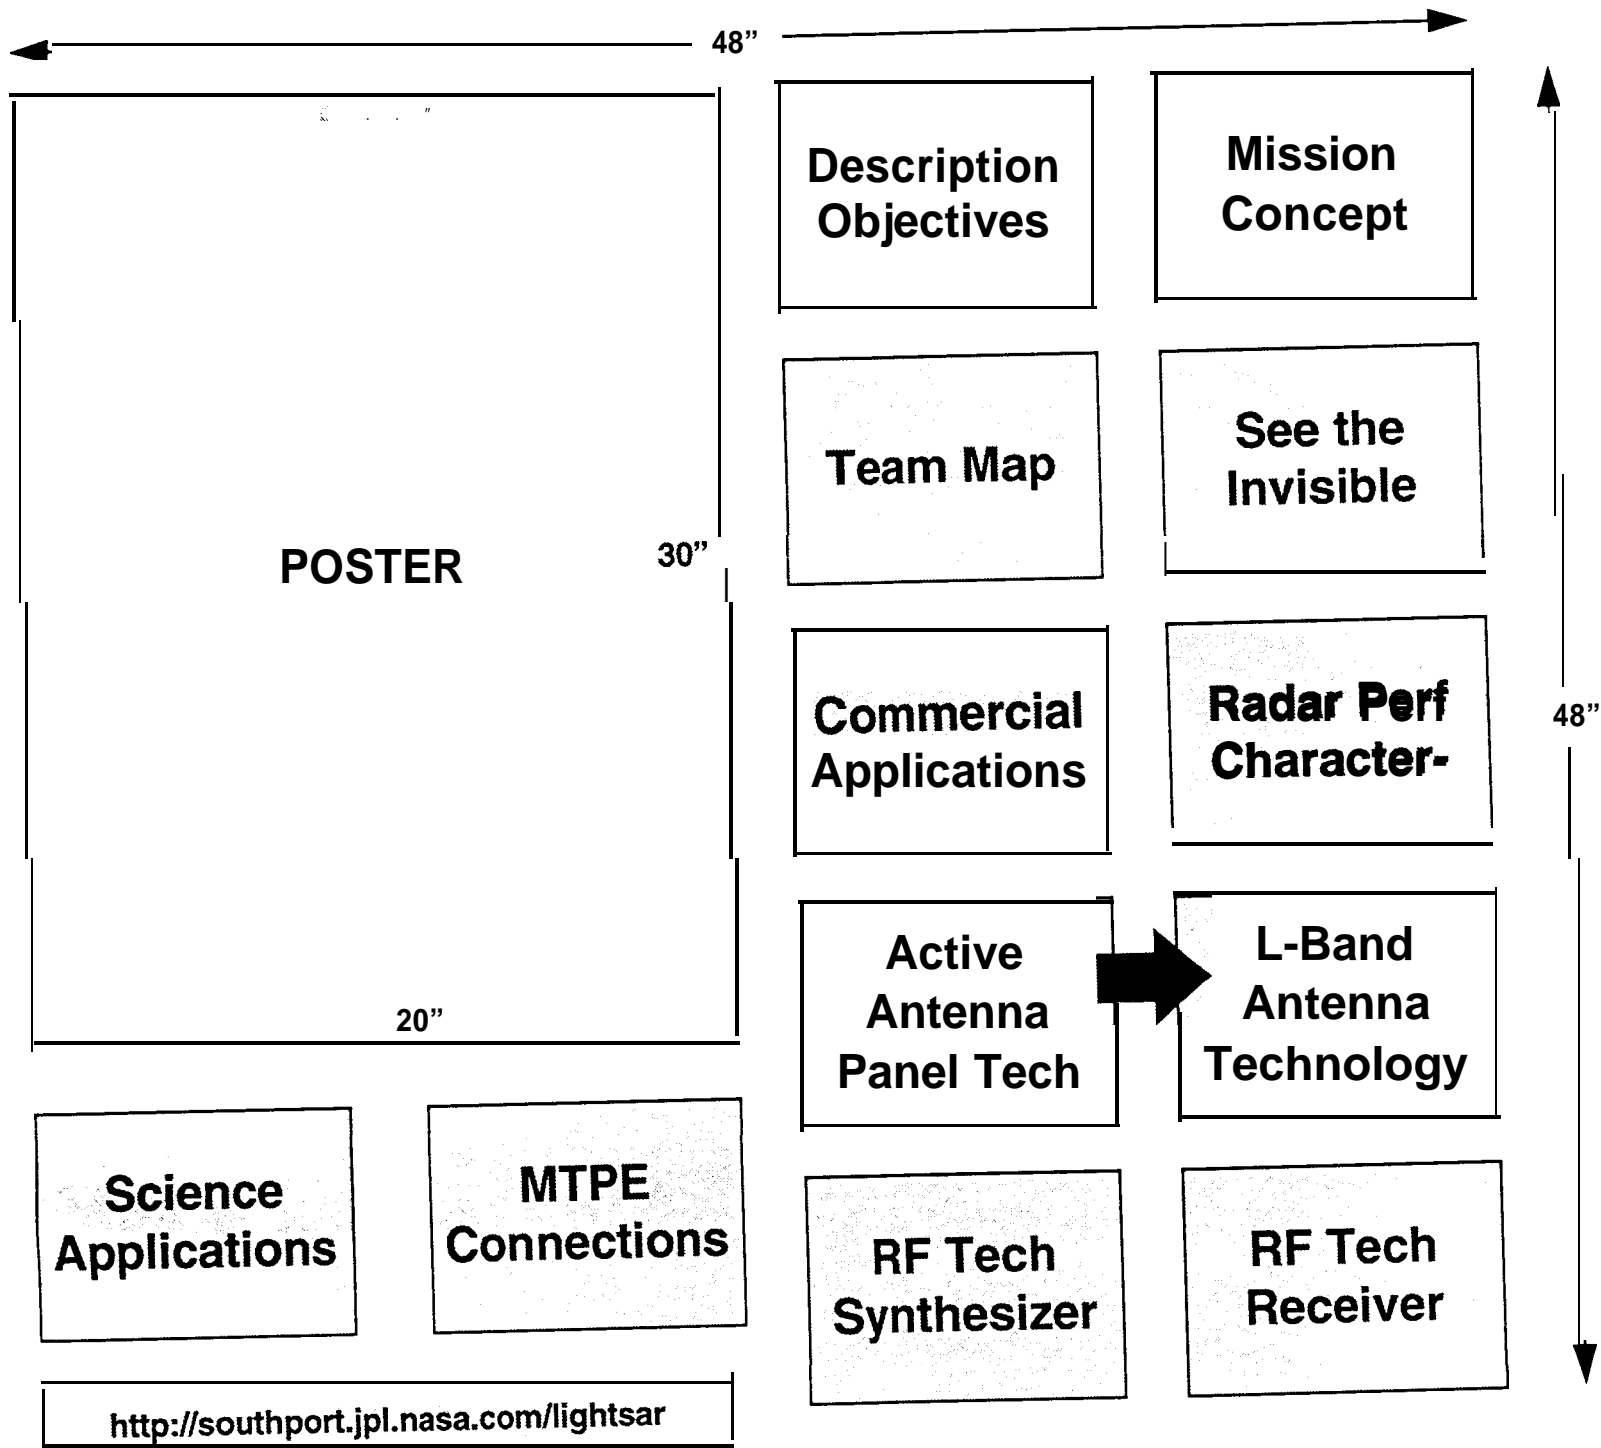 48”
Description
Objectives
Mission
Concept
Team Map
See the
Invisible
POSTER
30”
Commercial
Applications
Radar Perf
Character-
48”
Active
Antenna
Panel Tech
L-Band
Antenna
Technology
20”
Science
Applications
MTPE
Connections
RF Tech
Synthesizer
RF Tech
Receiver
http://southport.jpl.nasa.com/lightsar